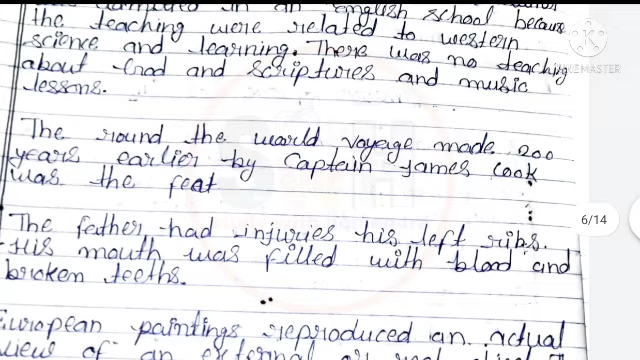 in an english school because
the teaching were related to western
science and learning. There was no teaching
about God and scriptures and music
lessons.
The round the world voyage made 200
years earlier by Captain James Cook
was the feat
The father had injuries his left ribs.
His mouth was filled with blood and
broken teeths.
European paintings reproduced an actual
view of an external or real
6/14
KINEMASTER